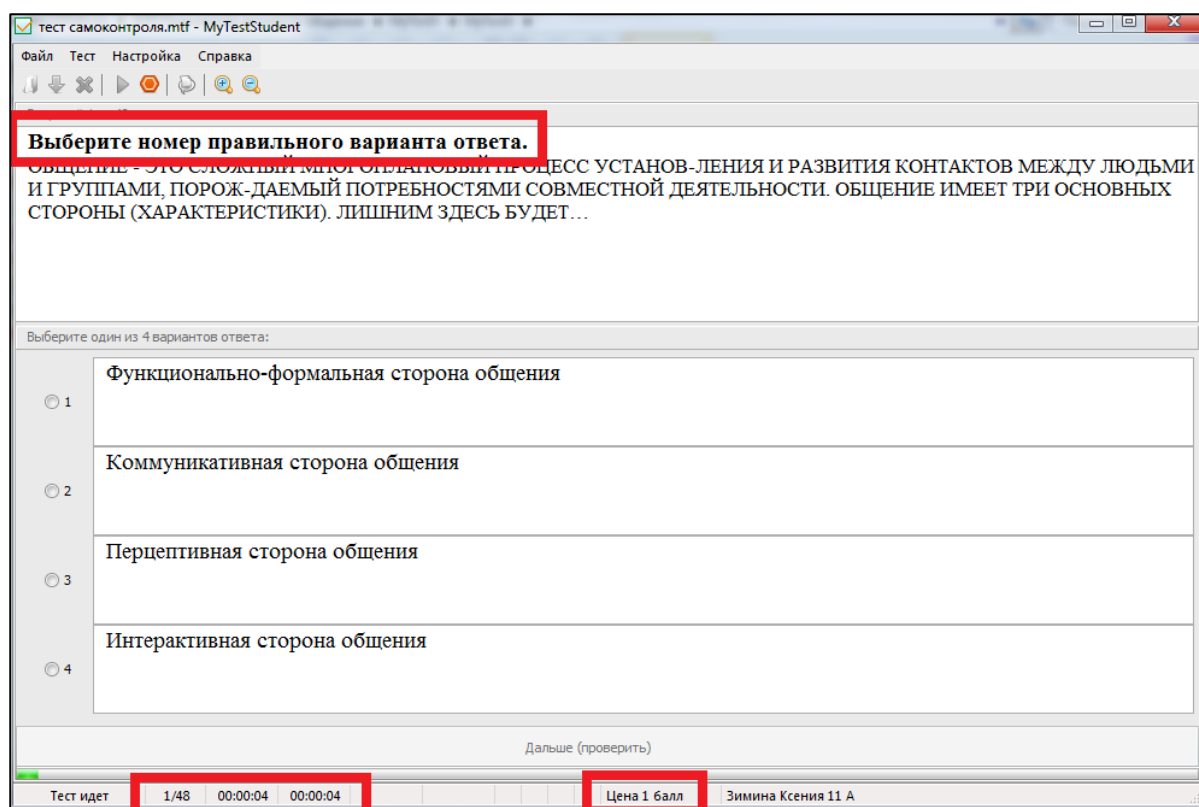 тест самоконтроля.mtf - MyTestStudent
Файл Тест Настройка Справка
Выберите номер правильного варианта ответа.
ОБЩЕНИЕ - ЭТО СЛОЖНЫЙ МНОГОПЛАНОВЫЙ ПРОЦЕСС УСТАНОВ-ЛЕНИЯ И РАЗВИТИЯ КОНТАКТОВ МЕЖДУ ЛЮДЬМИ
И ГРУППАМИ, ПОРОЖ-ДАЕМЫЙ ПОТРЕБНОСТЯМИ СОВМЕСТНОЙ ДЕЯТЕЛЬНОСТИ. ОБЩЕНИЕ ИМЕЕТ ТРИ ОСНОВНЫХ
СТОРОНЫ (ХАРАКТЕРИСТИКИ). ЛИШНИМ ЗДЕСЬ БУДЕТ…
Выберите один из 4 вариантов ответа:
1 Функционально-формальная сторона общения
2 Коммуникативная сторона общения
3 Перцептивная сторона общения
4 Интерактивная сторона общения
Дальше (проверить)
Тест идет 1/48 00:00:04 00:00:04 Цена 1 балл Зимина Ксения 11 А